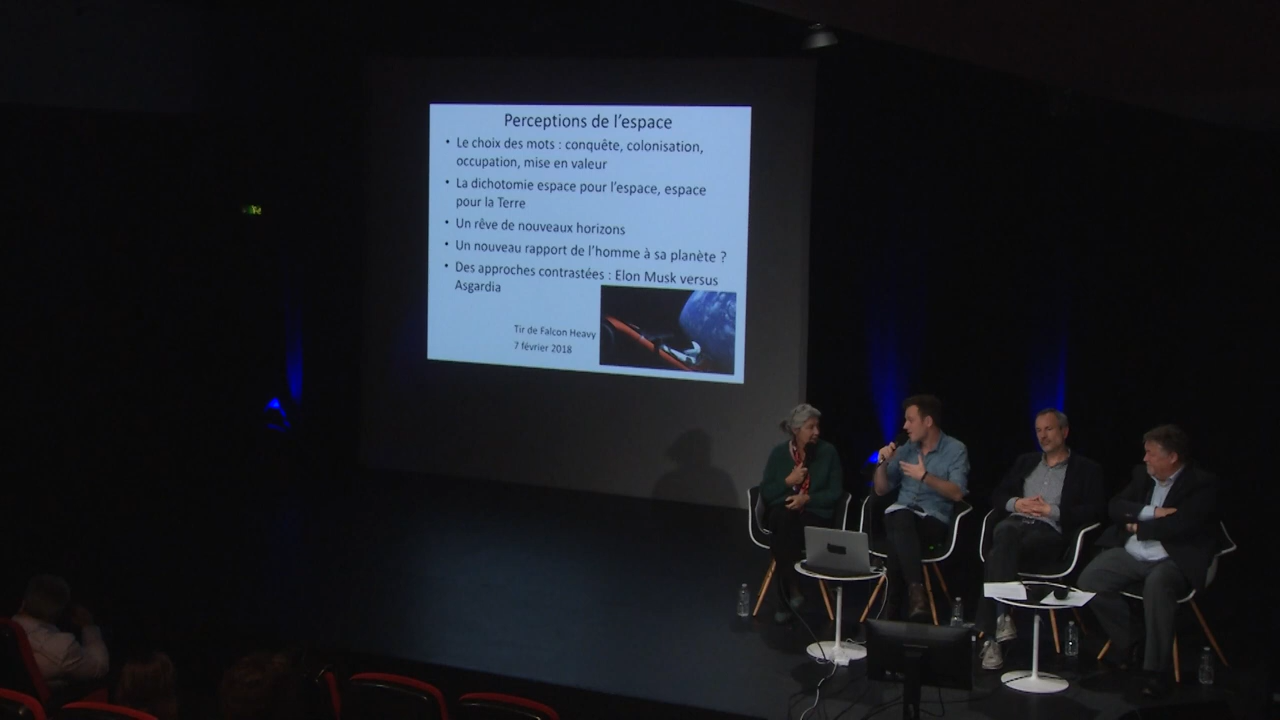 Perceptions de l'espace
• Le choix des mots : conquête, colonisation,
occupation, mise en valeur
• La dichotomie espace pour l'espace, espace
pour la Terre
• Un rêve de nouveaux horizons
• Un nouveau rapport de l'homme à sa planète ?
• Des approches contrastées : Elon Musk versus
Asgardia
Tir de Falcon Heavy
7 février 2018